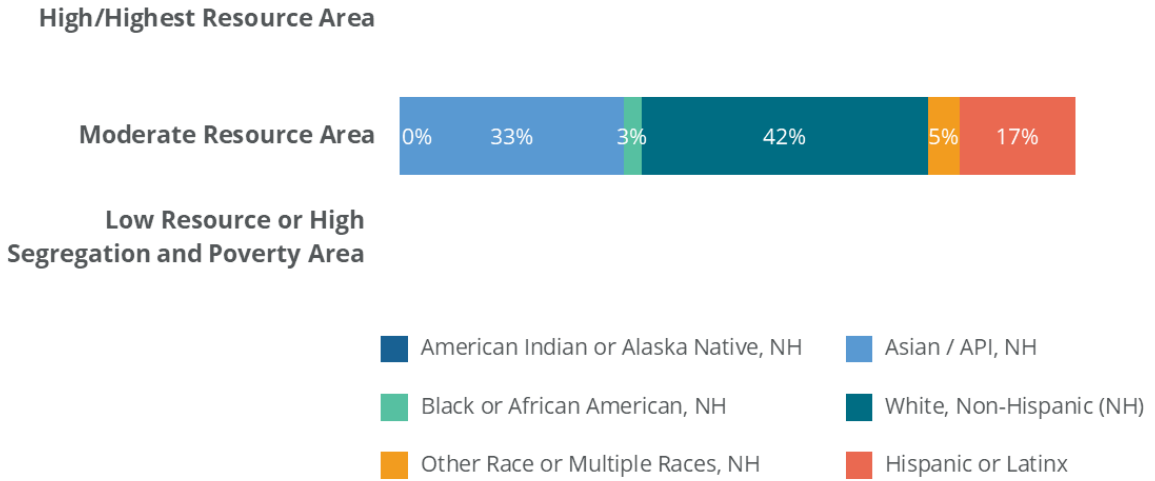 High/Highest Resource Area
Moderate Resource Area
0% 33% 3% 42% 5% 17%
Low Resource or High
Segregation and Poverty Area
American Indian or Alaska Native, NH
Asian / API, NH
Black or African American, NH
White, Non-Hispanic (NH)
Other Race or Multiple Races, NH
Hispanic or Latinx